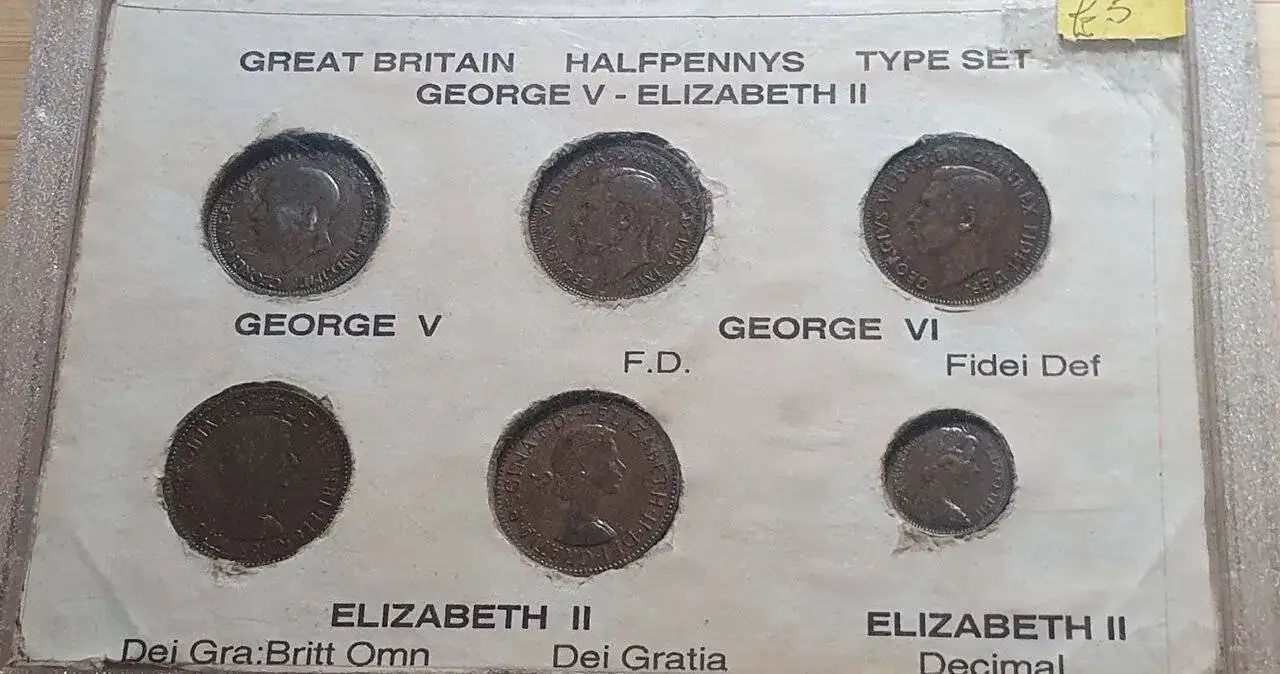 £5
GREAT BRITAIN HALFPENNYS TYPE SET
GEORGE V - ELIZABETH II
GEORGE V
GEORGE VI
F.D.
Fidei Def
ELIZABETH II
ELIZABETH II
Dei Gra:Britt Omn
Dei Gratia
Decimal